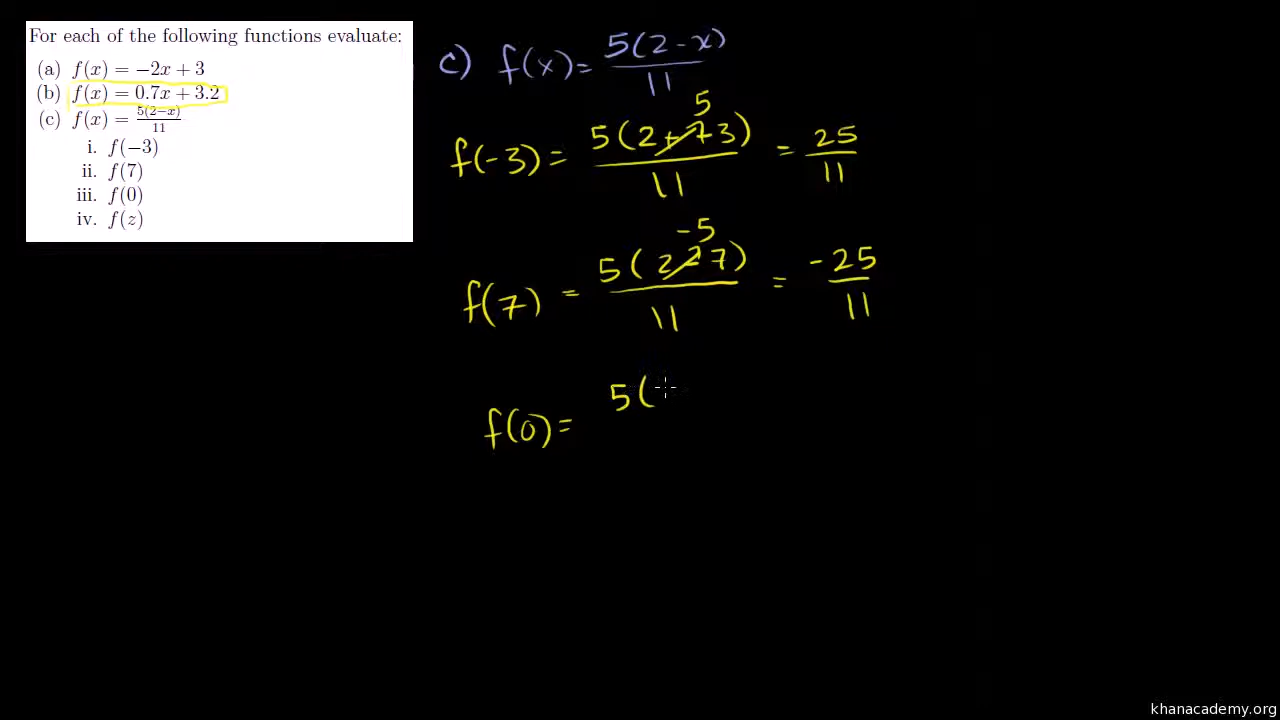 For each of the following functions evaluate:
(a) f(x) = −2x + 3
(b) f(x) = 0.7x + 3.2
(c) f(x) = 5(2−x)/11
i. f(−3)
ii. f(7)
iii. f(0)
iv. f(z)
c) f(x) = 5(2-x)/11
5
f(-3) = 5(2+3)/11 = 25/11
-5
f(7) = 5(2-7)/11 = -25/11
f(0) = 5(
khanacademy.org